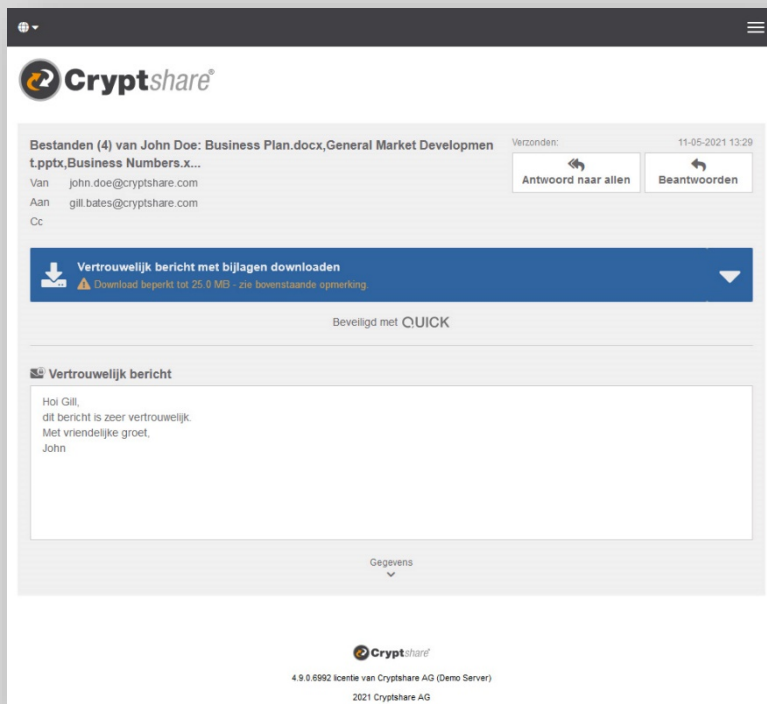 Cryptshare®
Bestanden (4) van John Doe: Business Plan.docx,General Market Developmen
t.pptx,Business Numbers.x...
Verzonden: 11-05-2021 13:29
Antwoord naar allen
Beantwoorden
Van john.doe@cryptshare.com
Aan gill.bates@cryptshare.com
Cc
Vertrouwelijk bericht met bijlagen downloaden
Download beperkt tot 25.0 MB - zie bovenstaande opmerking.
Beveiligd met QUICK
Vertrouwelijk bericht
Hoi Gill,
dit bericht is zeer vertrouwelijk.
Met vriendelijke groet,
John
Gegevens
Cryptshare®
4.9.0.6992 licentie van Cryptshare AG (Demo Server)
2021 Cryptshare AG